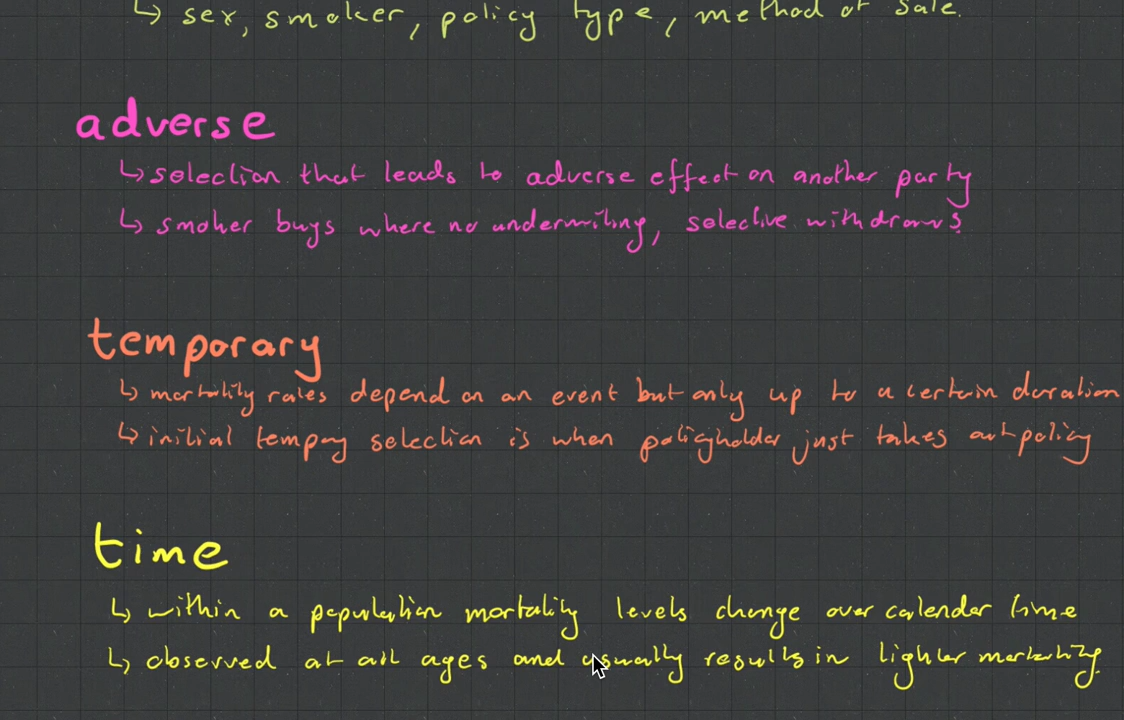 ↳ sex, smoker, policy type, method of sale.
adverse
↳ selection that leads to adverse effect on another party
↳ smoker buys where no underwriting, selective withdrawls
temporary
↳ mortality rates depend on an event but only up to a certain duration
↳ initial tempay selection is when policyholder just takes out policy
time
↳ within a population mortality levels change over calender time
↳ observed at all ages and usually results in lighter mortality